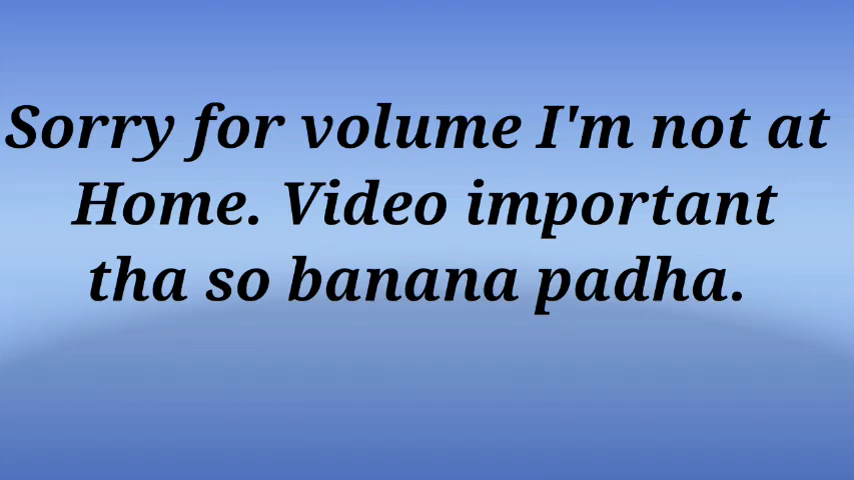 Sorry for volume I'm not at
Home. Video important
tha so banana padha.